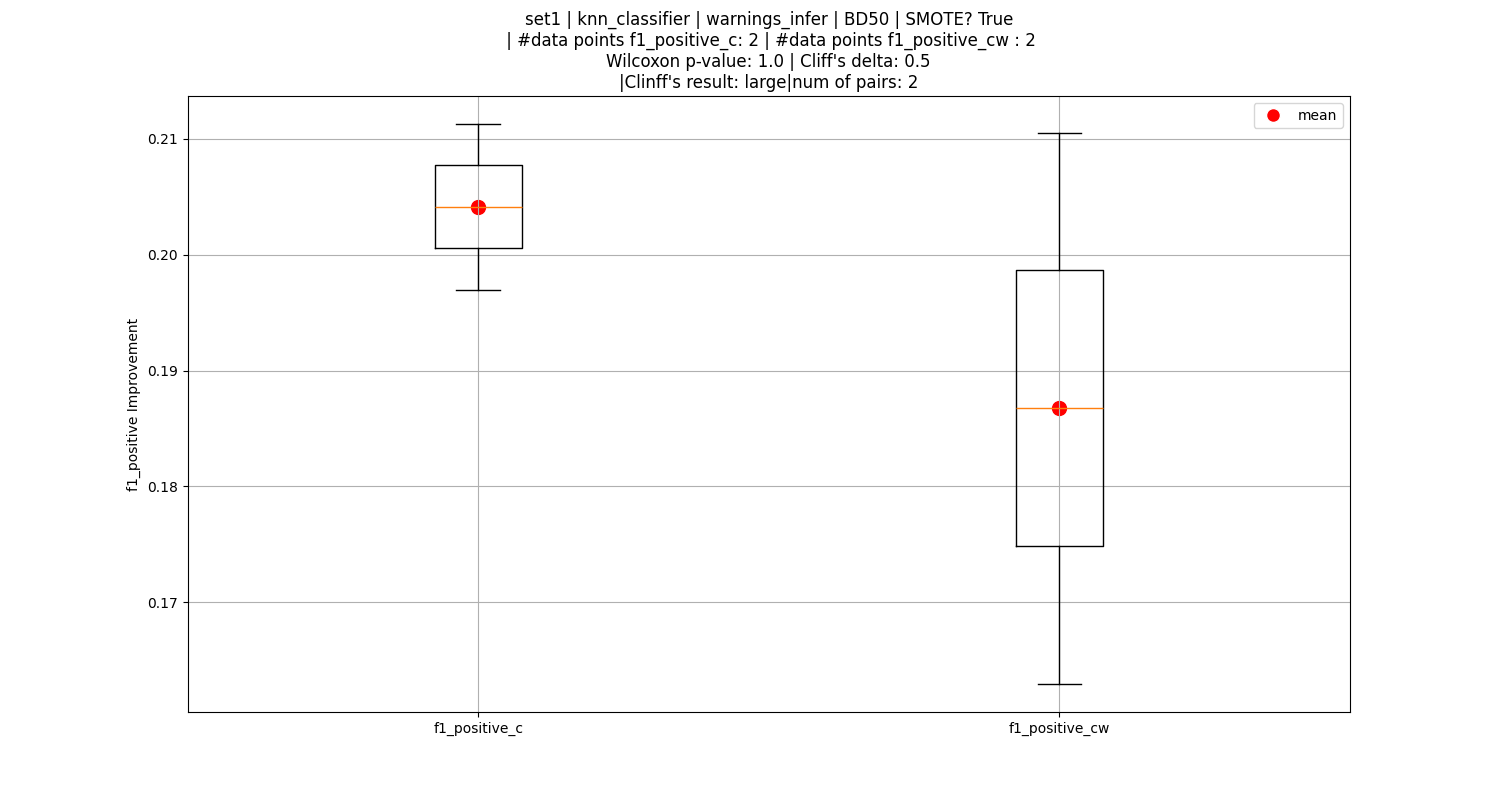 set1 | knn_classifier | warnings_infer | BD50 | SMOTE? True
| #data points f1_positive_c: 2 | #data points f1_positive_cw : 2
Wilcoxon p-value: 1.0 | Cliff's delta: 0.5
|Clinff's result: large|num of pairs: 2
mean
0.21
0.20
0.19
0.18
0.17
f1_positive Improvement
f1_positive_c
f1_positive_cw